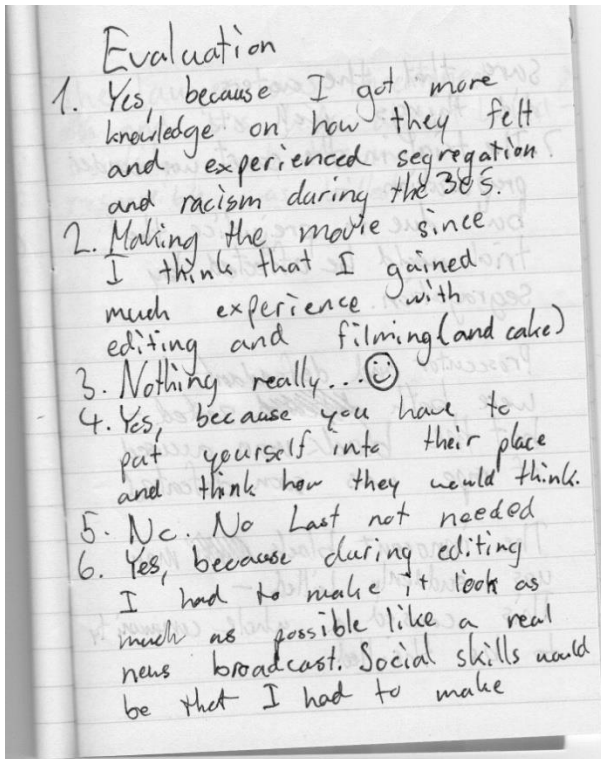 Evaluation
1. Yes, because I got more
knowledge on how they felt
and experienced segregation
and racism during the 30s.
2. Making the movie since
I think that I gained
much experience with
editing and filming (and cake)
3. Nothing really... ☺
4. Yes, because you have to
put yourself into their place
and think how they would think.
5. No. No Last not needed
6. Yes, because during editing
I had to make it look as
much as possible like a real
news broadcast. Social skills would
be that I had to make